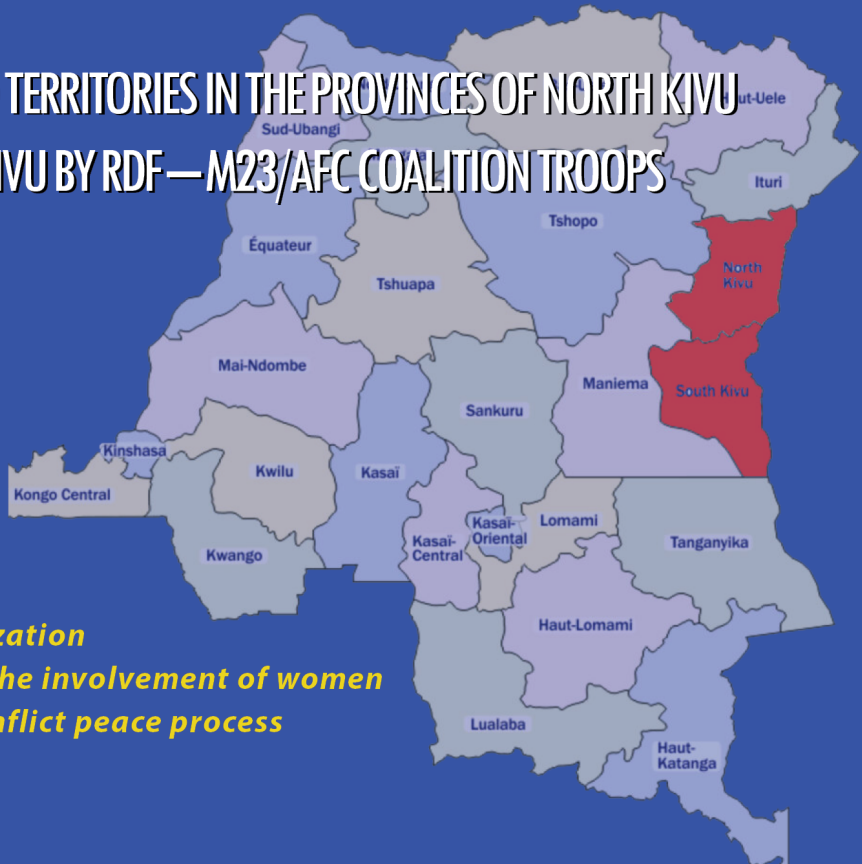 TERRITORIES IN THE PROVINCES OF NORTH KIVU
IVU BY RDF—M23/AFC COALITION TROOPS
Sud-Ubangi
Ituri
Tshopo
Équateur
North
Kivu
Tshuapa
Mai-Ndombe
Maniema
South Kivu
Sankuru
Kinshasa
Kwilu
Kasaï
Kongo Central
Lomami
Kasaï-
Oriental
Kasaï-
Central
Tanganyika
Kwango
Haut-Lomami
zation
he involvement of women
nflict peace process
Lualaba
Haut-
Katanga